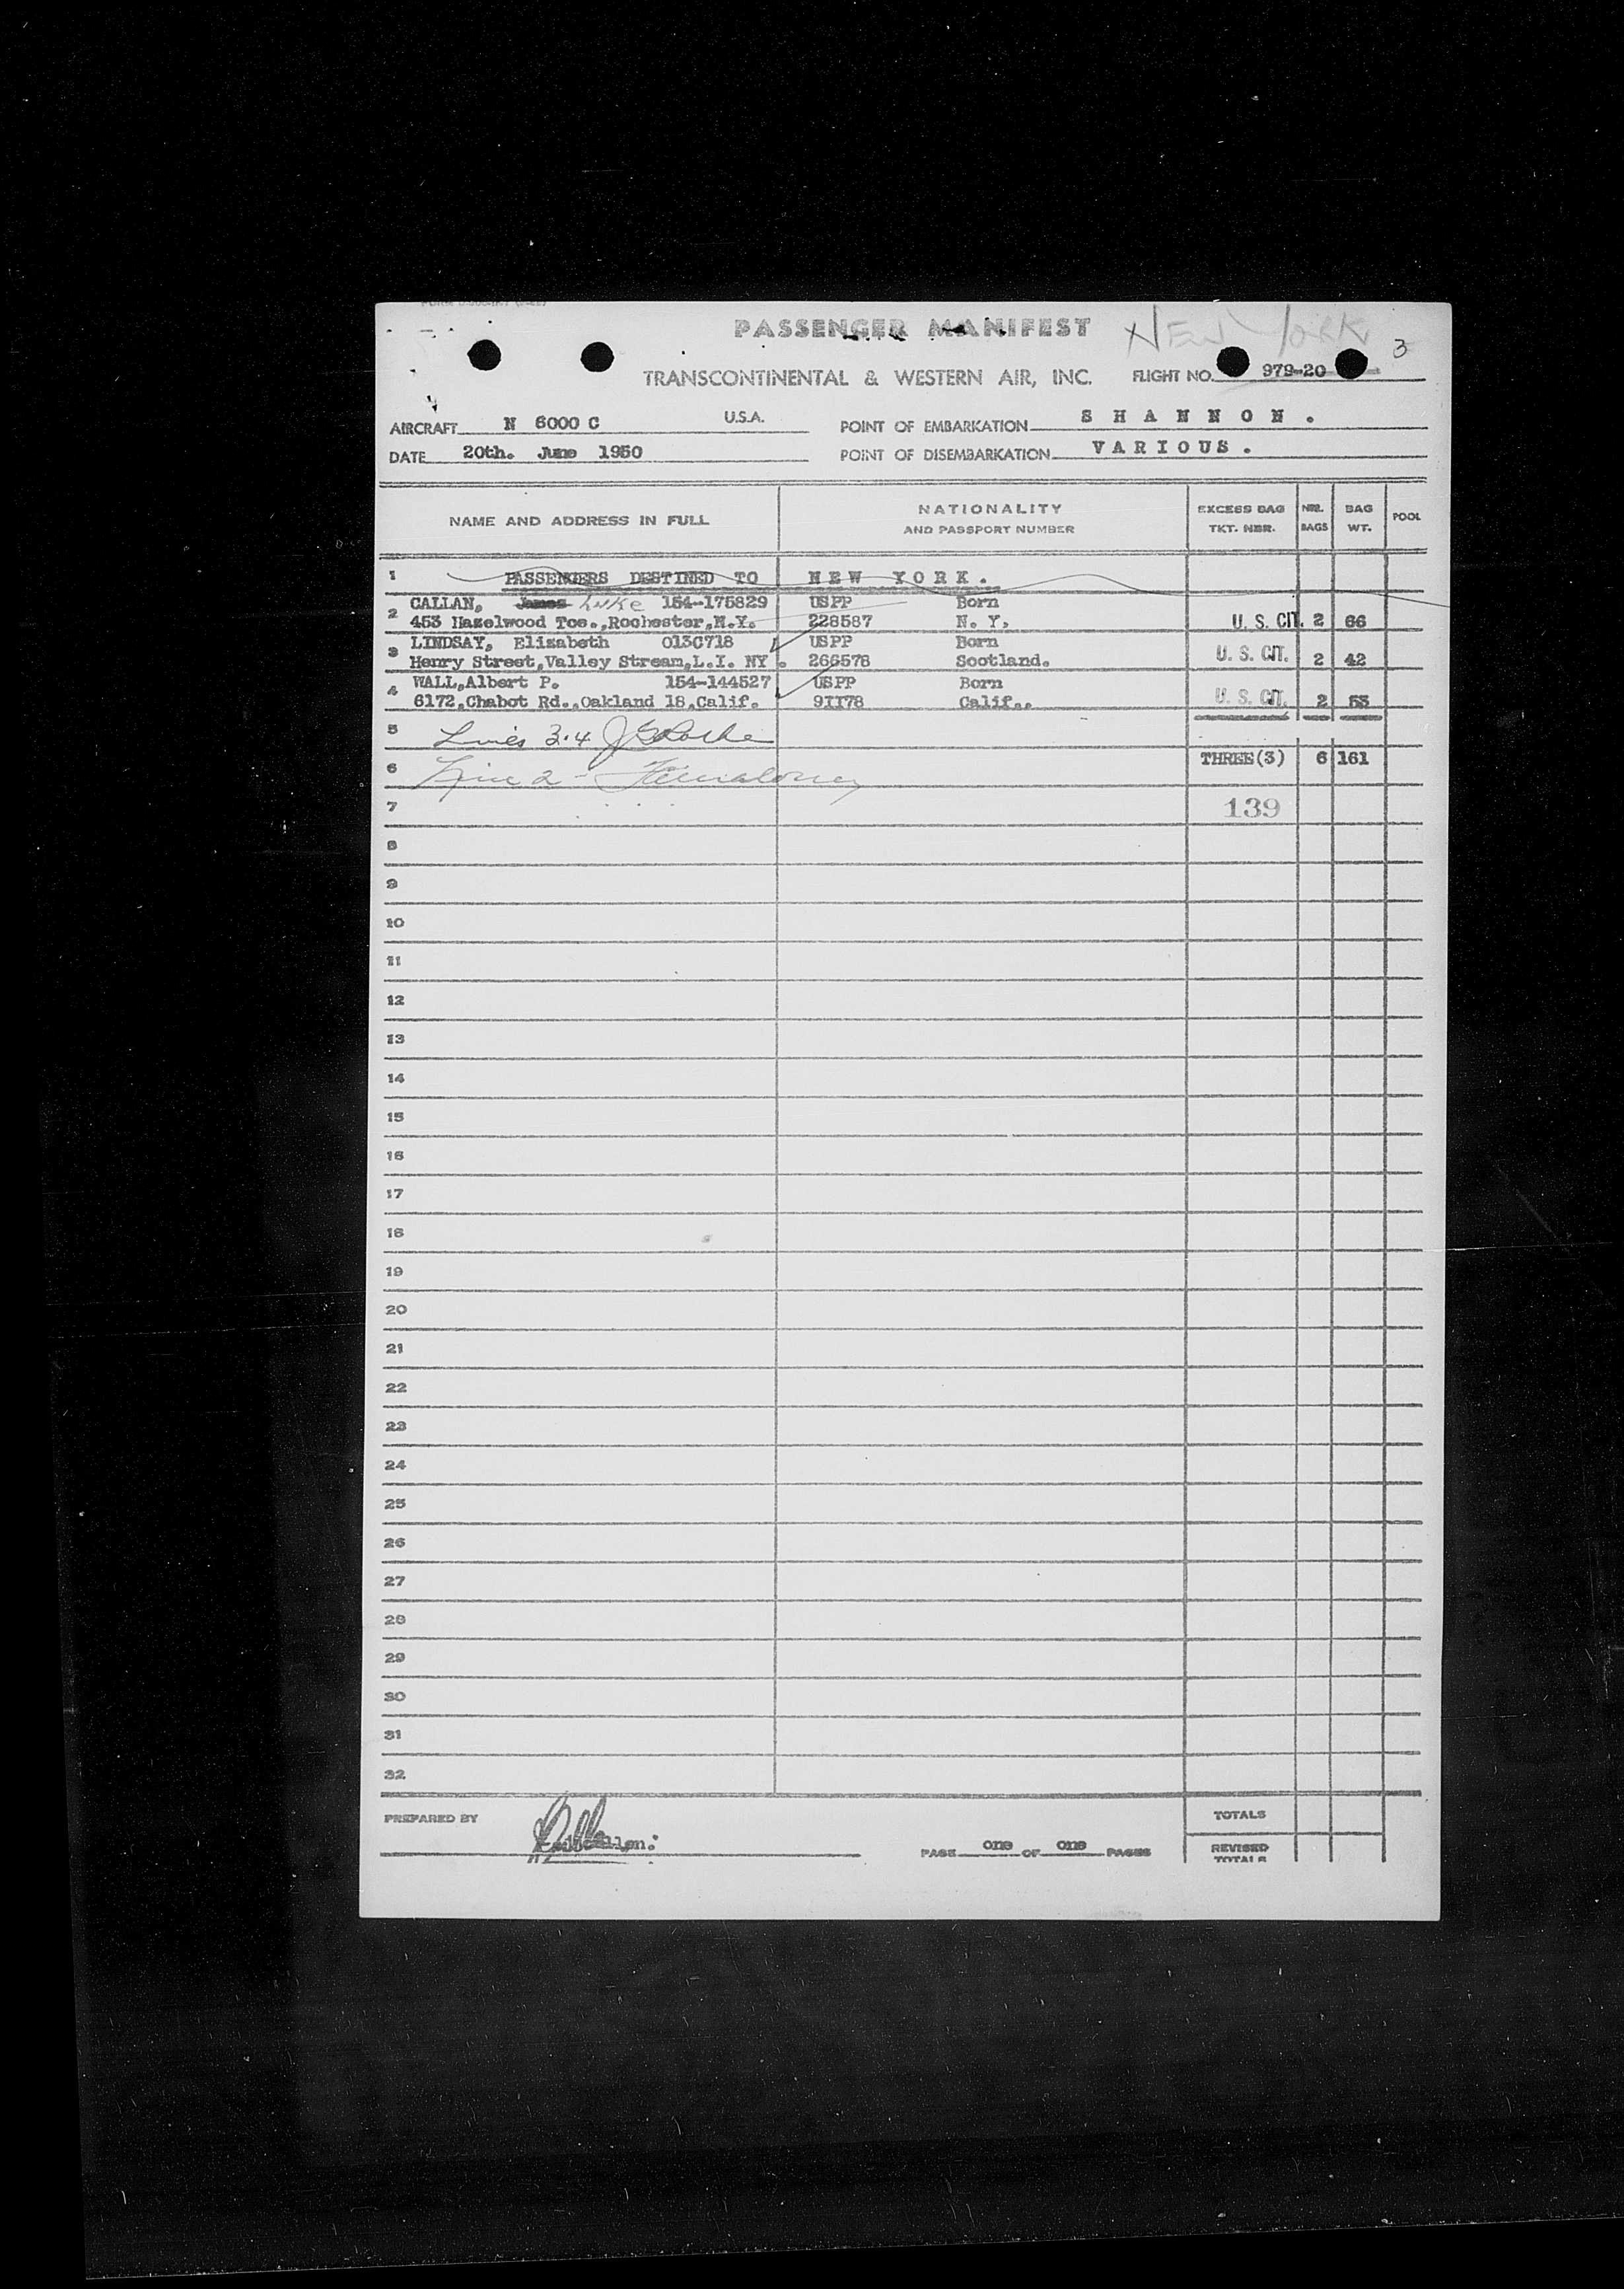 PASSENGER MANIFEST
NEW YORK 3
TRANSCONTINENTAL & WESTERN AIR, INC. FLIGHT NO. 979-20
AIRCRAFT N 6000 C U.S.A. POINT OF EMBARKATION S H A N N O N .
DATE 20th. June 1950 POINT OF DISEMBARKATION V A R I O U S .
NAME AND ADDRESS IN FULL NATIONALITY AND PASSPORT NUMBER EXCESS BAG TKT. NBR. NBR. BAGS BAG WT. POOL
1 PASSENGERS DESTINED TO N E W Y O R K .
2 CALLAN, James Luke 154-175829 USPP Born
453 Hazelwood Tce.,Rochester,N.Y. 228587 N. Y. U. S. CIT. 2 66
3 LINDSAY, Elizabeth 013C718 USPP Born
Henry Street,Valley Stream,L.I. NY. 266578 Scotland. U. S. CIT. 2 42
4 WALL,Albert P. 154-144527 USPP Born
6172,Chabot Rd.,Oakland 18,Calif. 91178 Calif.. U. S. CIT. 2 53
5 Lines 3.4
6 Line 2 - THREE(3) 6 161
7 139
8
9
10
11
12
13
14
15
16
17
18
19
20
21
22
23
24
25
26
27
28
29
30
31
32
PREPARED BY TOTALS
PAGE one OF one PAGES REVISED
TOTALS